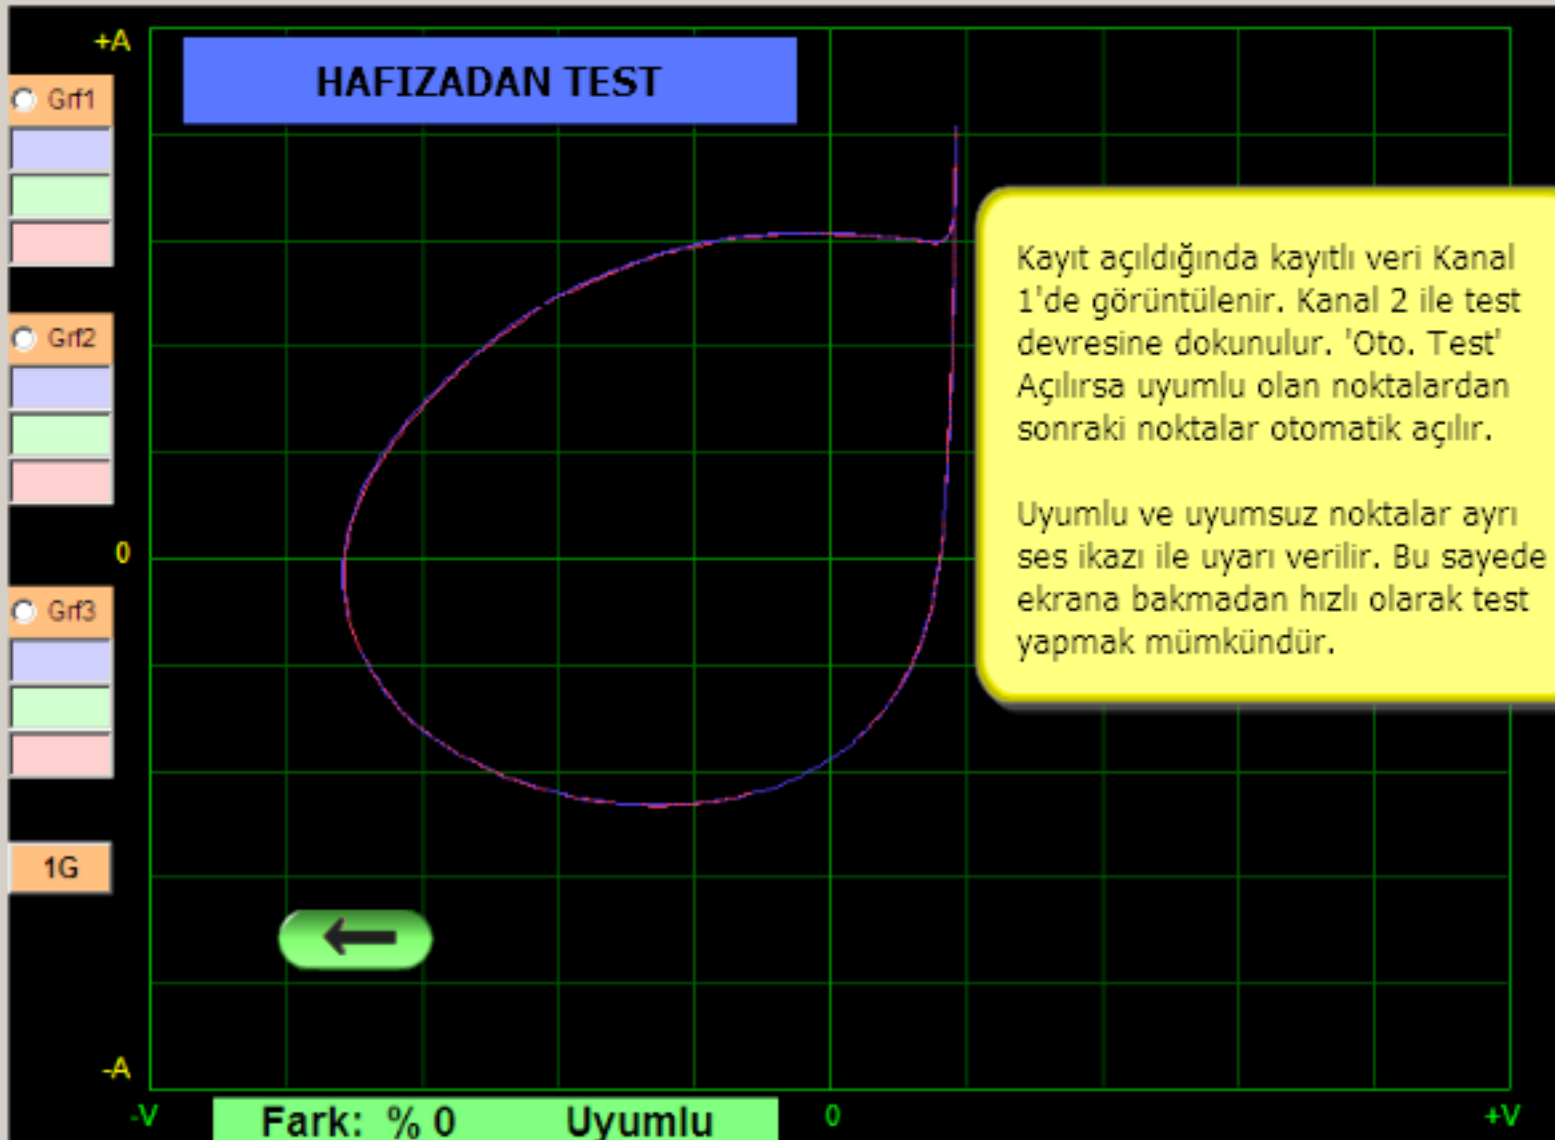 +A
HAFIZADAN TEST
Grf1
Kayıt açıldığında kayıtlı veri Kanal
1'de görüntülenir. Kanal 2 ile test
devresine dokunulur. 'Oto. Test'
Açılırsa uyumlu olan noktalardan
sonraki noktalar otomatik açılır.
Uyumlu ve uyumsuz noktalar ayrı
ses ikazı ile uyarı verilir. Bu sayede
ekrana bakmadan hızlı olarak test
yapmak mümkündür.
Grf2
0
Grf3
1G
-A
-V
Fark: % 0 Uyumlu
0
+V